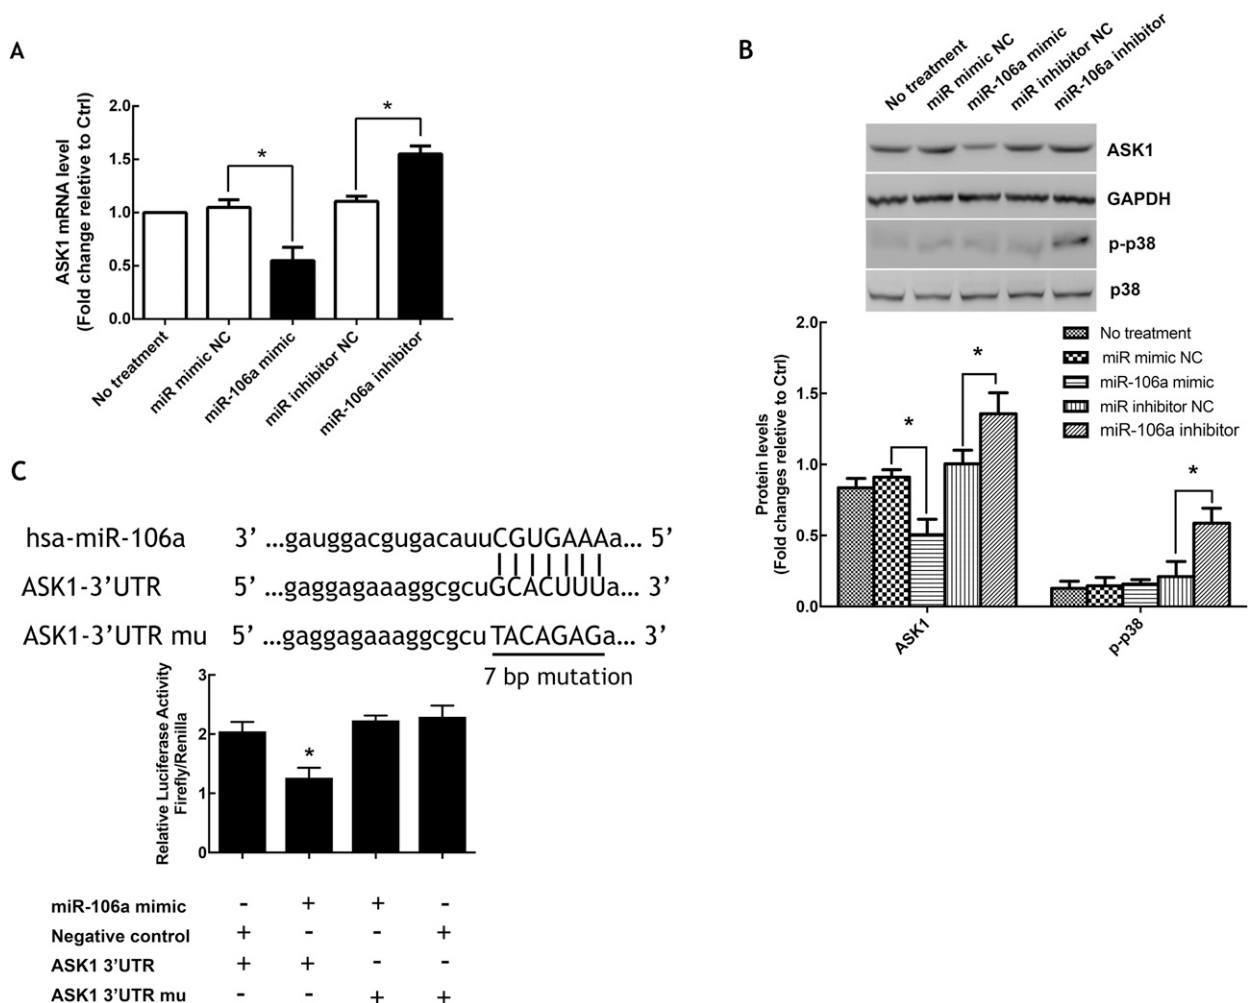 A
ASK1 mRNA level
(Fold change reletive to Ctrl)
2.0
1.5
1.0
0.5
0.0
*
*
No treatment
miR mimic NC
miR-106a mimic
miR inhibitor NC
miR-106a inhibitor
B
No treatment
miR mimic NC
miR-106a mimic
miR inhibitor NC
miR-106a inhibitor
ASK1
GAPDH
p-p38
p38
Protein levels
(Fold changes reletive to Ctrl)
2.0
1.5
1.0
0.5
0.0
*
*
*
No treatment
miR mimic NC
miR-106a mimic
miR inhibitor NC
miR-106a inhibitor
ASK1
p-p38
C
hsa-miR-106a 3’ ...gauggacgugacauuCGUGAAAa... 5’
ASK1-3’UTR 5’ ...gaggagaaaggcgcuGCACUUUa... 3’
ASK1-3’UTR mu 5’ ...gaggagaaaggcgcuTACAGAGa... 3’
7 bp mutation
Relative Luciferase Activity
Firefly/Renilla
3
2
1
0
*
miR-106a mimic - + + -
Negative control + - - +
ASK1 3’UTR + + - -
ASK1 3’UTR mu - - + +